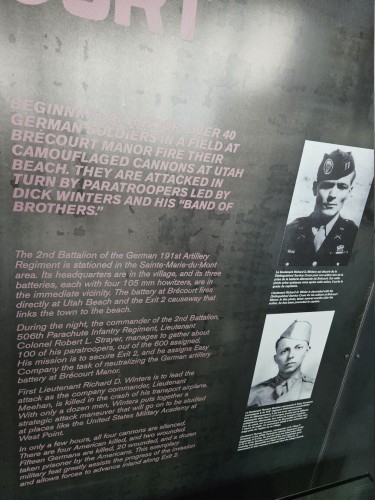 COURT
BEGINNING OVER 40
GERMAN SOLDIERS IN A FIELD AT
BRÉCOURT MANOR FIRE THEIR
CAMOUFLAGED CANNONS AT UTAH
BEACH. THEY ARE ATTACKED IN
TURN BY PARATROOPERS LED BY
DICK WINTERS AND HIS "BAND OF
BROTHERS."
The 2nd Battalion of the German 191st Artillery
Regiment is stationed in the Sainte-Marie-du-Mont
area. Its headquarters are in the village, and its three
batteries, each with four 105 mm howitzers, are in
the immediate vicinity. The battery at Brécourt fires
directly at Utah Beach and the Exit 2 causeway that
links the town to the beach.
During the night, the commander of the 2nd Battalion,
506th Parachute Infantry Regiment, Lieutenant
Colonel Robert L. Strayer, manages to gather about
100 of his paratroopers, out of the 600 assigned.
His mission is to secure Exit 2, and he assigns Easy
Company the task of neutralizing the German artillery
battery at Brécourt Manor.
First Lieutenant Richard D. Winters is to lead the
attack as the company commander, Lieutenant
Meehan, is killed in the crash of his transport airplane.
With only a dozen men, Winters puts together a
strategic attack maneuver that will go on to be studied
at places like the United States Military Academy at
West Point.
In only a few hours, all four cannons are silenced.
There are four American killed, and two wounded.
Fifteen Germans are killed, 20 wounded, and a dozen
taken prisoner by the Americans. This exemplary
military feat greatly assists the progress of the invasion
and allows forces to advance inland along Exit 2.